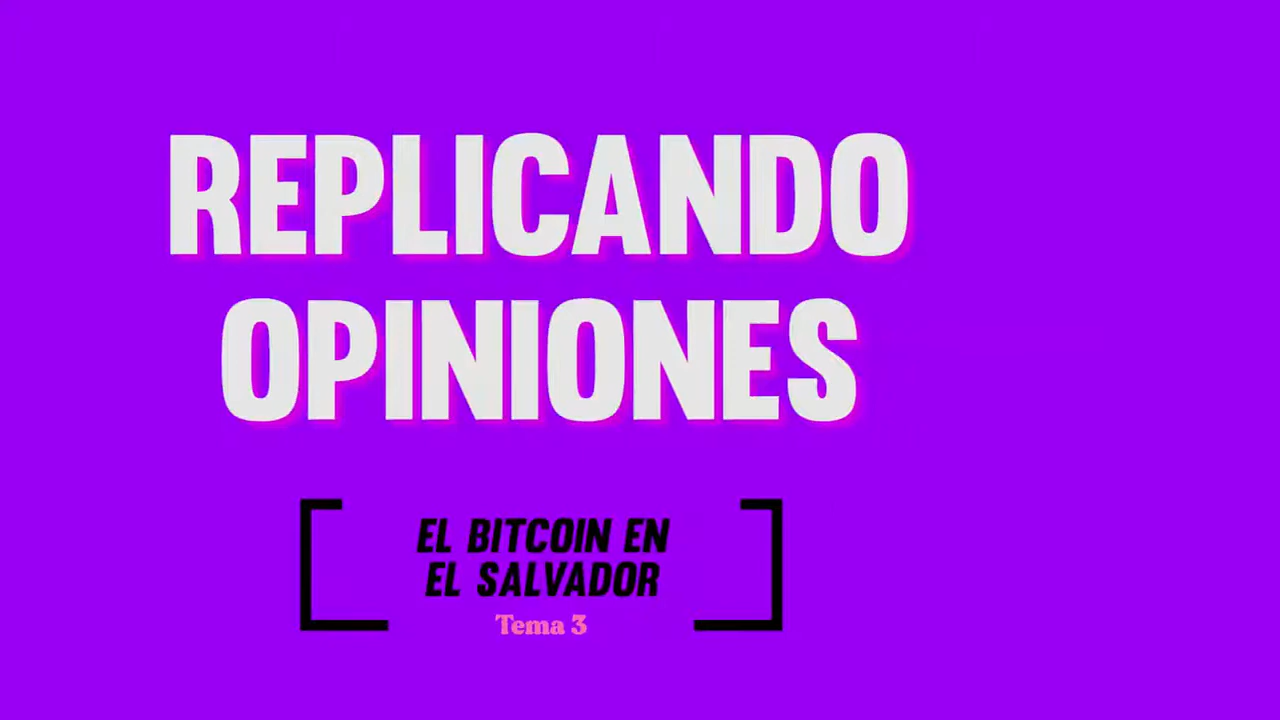 REPLICANDO
OPINIONES
EL BITCOIN EN
EL SALVADOR
Tema 3